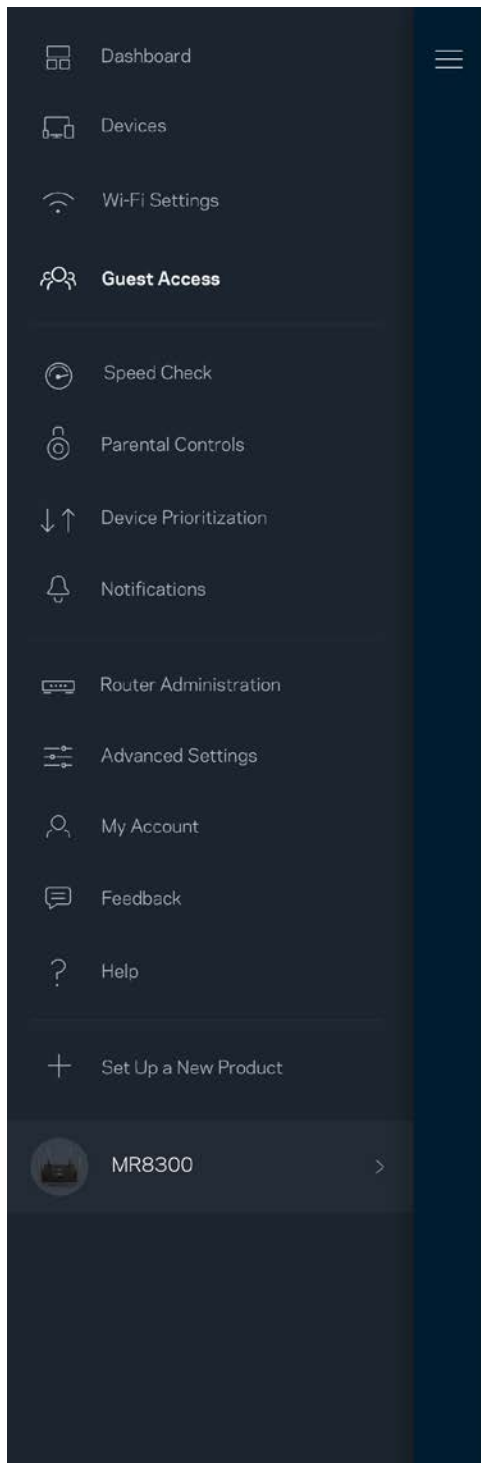 Dashboard
Devices
Wi-Fi Settings
Guest Access
Speed Check
Parental Controls
Device Prioritization
Notifications
Router Administration
Advanced Settings
My Account
Feedback
Help
Set Up a New Product
MR8300